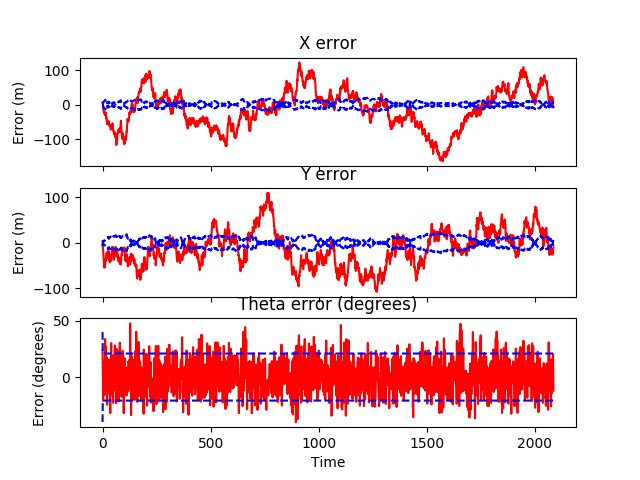 X error
100
0
−100
Error (m)
Y error
100
0
−100
Error (m)
Theta error (degrees)
50
0
Error (degrees)
0
500
1000
1500
2000
Time